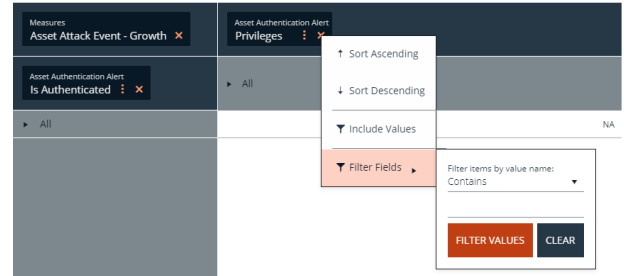 Measures
Asset Attack Event - Growth
Asset Authentication Alert
Privileges
Asset Authentication Alert
Is Authenticated
All
All
NA
Sort Ascending
Sort Descending
Include Values
Filter Fields
Filter items by value name:
Contains
FILTER VALUES CLEAR